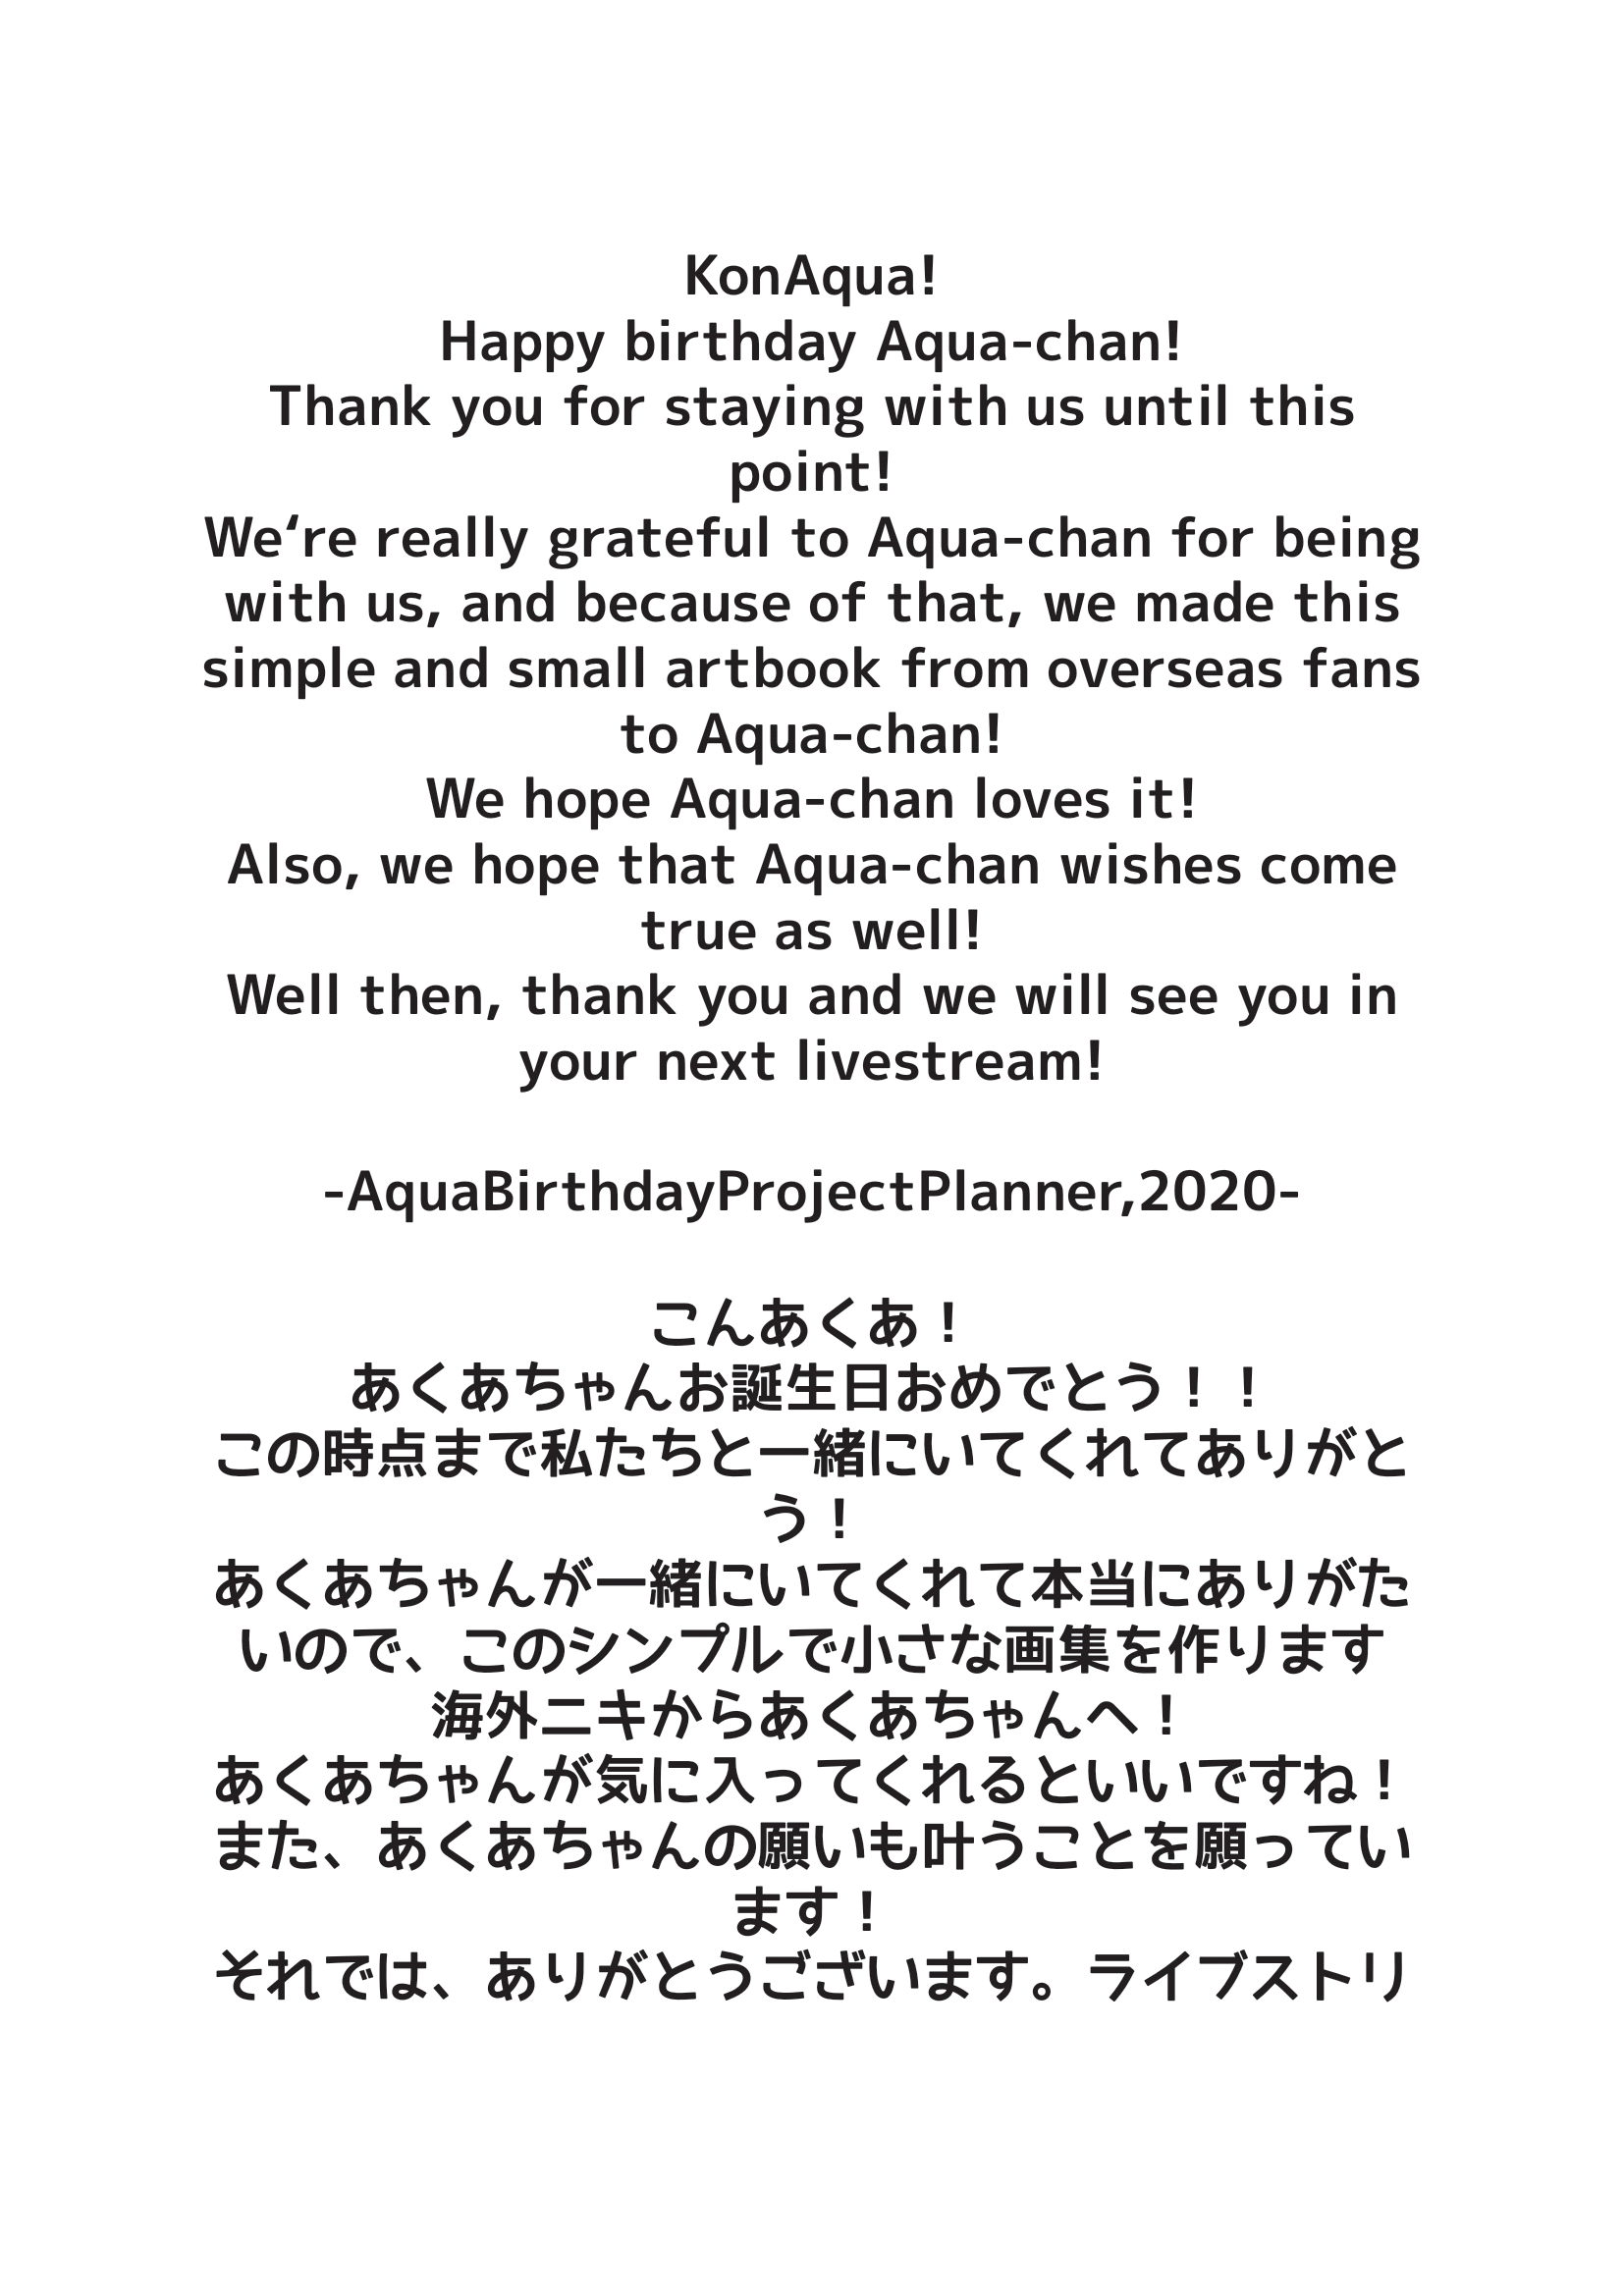 KonAqua!
Happy birthday Aqua-chan!
Thank you for staying with us until this
point!
We‘re really grateful to Aqua-chan for being
with us, and because of that, we made this
simple and small artbook from overseas fans
to Aqua-chan!
We hope Aqua-chan loves it!
Also, we hope that Aqua-chan wishes come
true as well!
Well then, thank you and we will see you in
your next livestream!
-AquaBirthdayProjectPlanner,2020-
こんあくあ！
あくあちゃんお誕生日おめでとう！！
この時点まで私たちと一緒にいてくれてありがと
う！
あくあちゃんが一緒にいてくれて本当にありがた
いので、このシンプルで小さな画集を作ります
海外ニキからあくあちゃんへ！
あくあちゃんが気に入ってくれるといいですね！
また、あくあちゃんの願いも叶うことを願ってい
ます！
それでは、ありがとうございます。ライブストリ